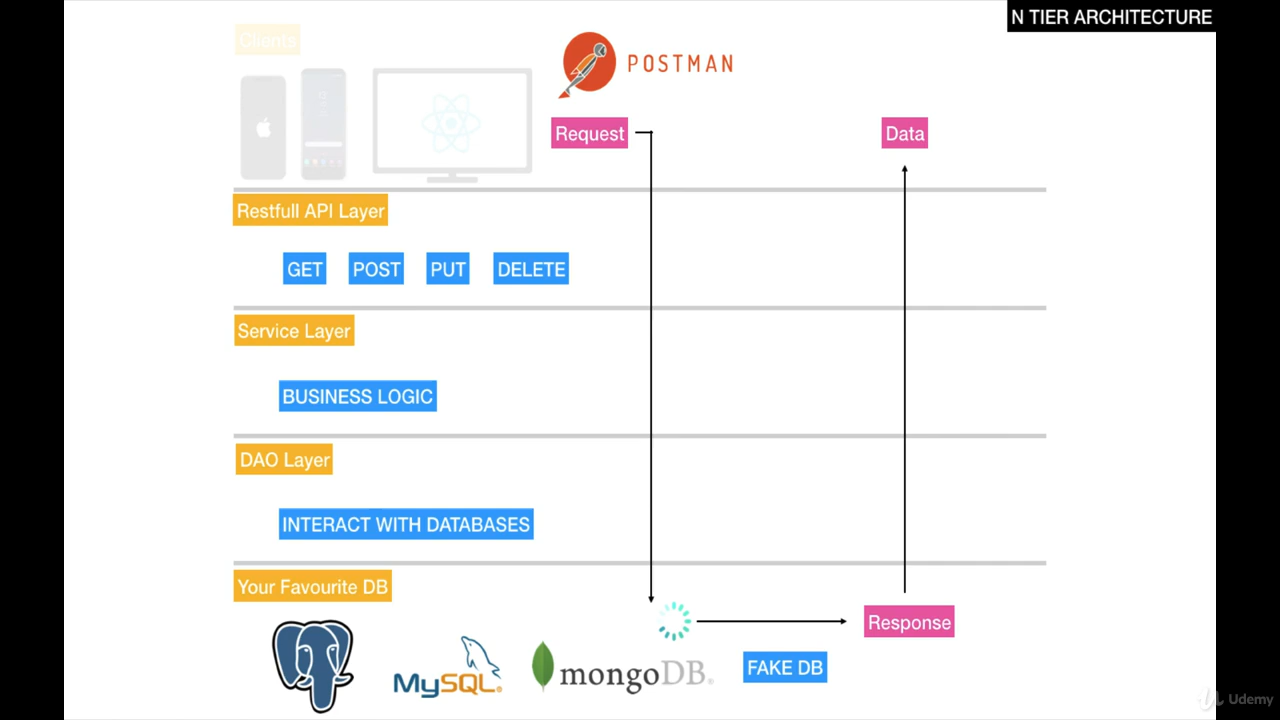 N TIER ARCHITECTURE
Clients
POSTMAN
Request
Data
Restfull API Layer
GET POST PUT DELETE
Service Layer
BUSINESS LOGIC
DAO Layer
INTERACT WITH DATABASES
Your Favourite DB
Response
MySQL®
mongoDB®
FAKE DB
Udemy